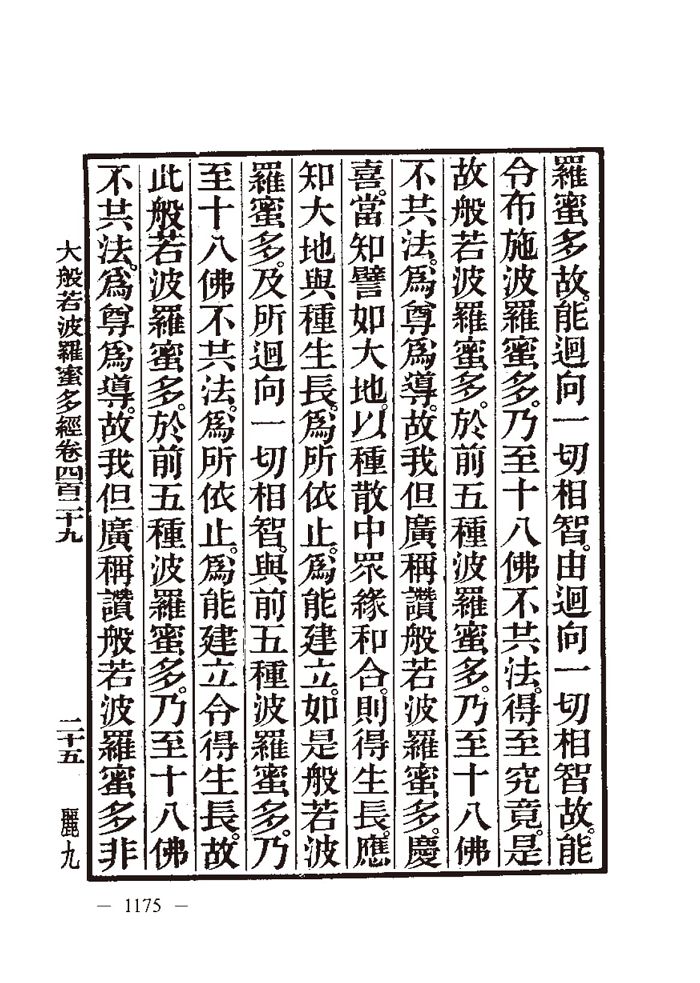 羅蜜多故。能迴向一切相智。由迴向一切相智故。能
令布施波羅蜜多。乃至十八佛不共法。得至究竟。是
故般若波羅蜜多。於前五種波羅蜜多。乃至十八佛
不共法。爲尊爲導。故我但廣稱讚般若波羅蜜多。慶
喜。當知譬如大地。以種散中眾緣和合。則得生長。應
知大地與種生長。爲所依止。爲能建立。如是般若波
羅蜜多。及所迴向一切相智。與前五種波羅蜜多。乃
至十八佛不共法。爲所依止。爲能建立令得生長。故
此般若波羅蜜多。於前五種波羅蜜多。乃至十八佛
不共法。爲尊爲導。故我但廣稱讚般若波羅蜜多非
大般若波羅蜜多經卷四百二十九 二十五 麗九
— 1175 —